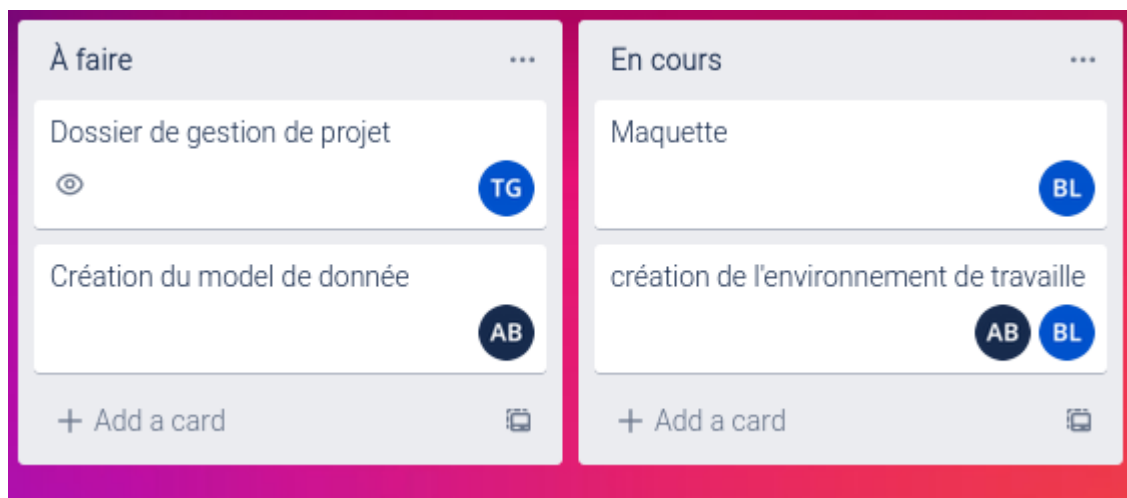 À faire
Dossier de gestion de projet
TG
Création du model de donnée
AB
+ Add a card
En cours
Maquette
BL
création de l'environnement de travaille
AB BL
+ Add a card